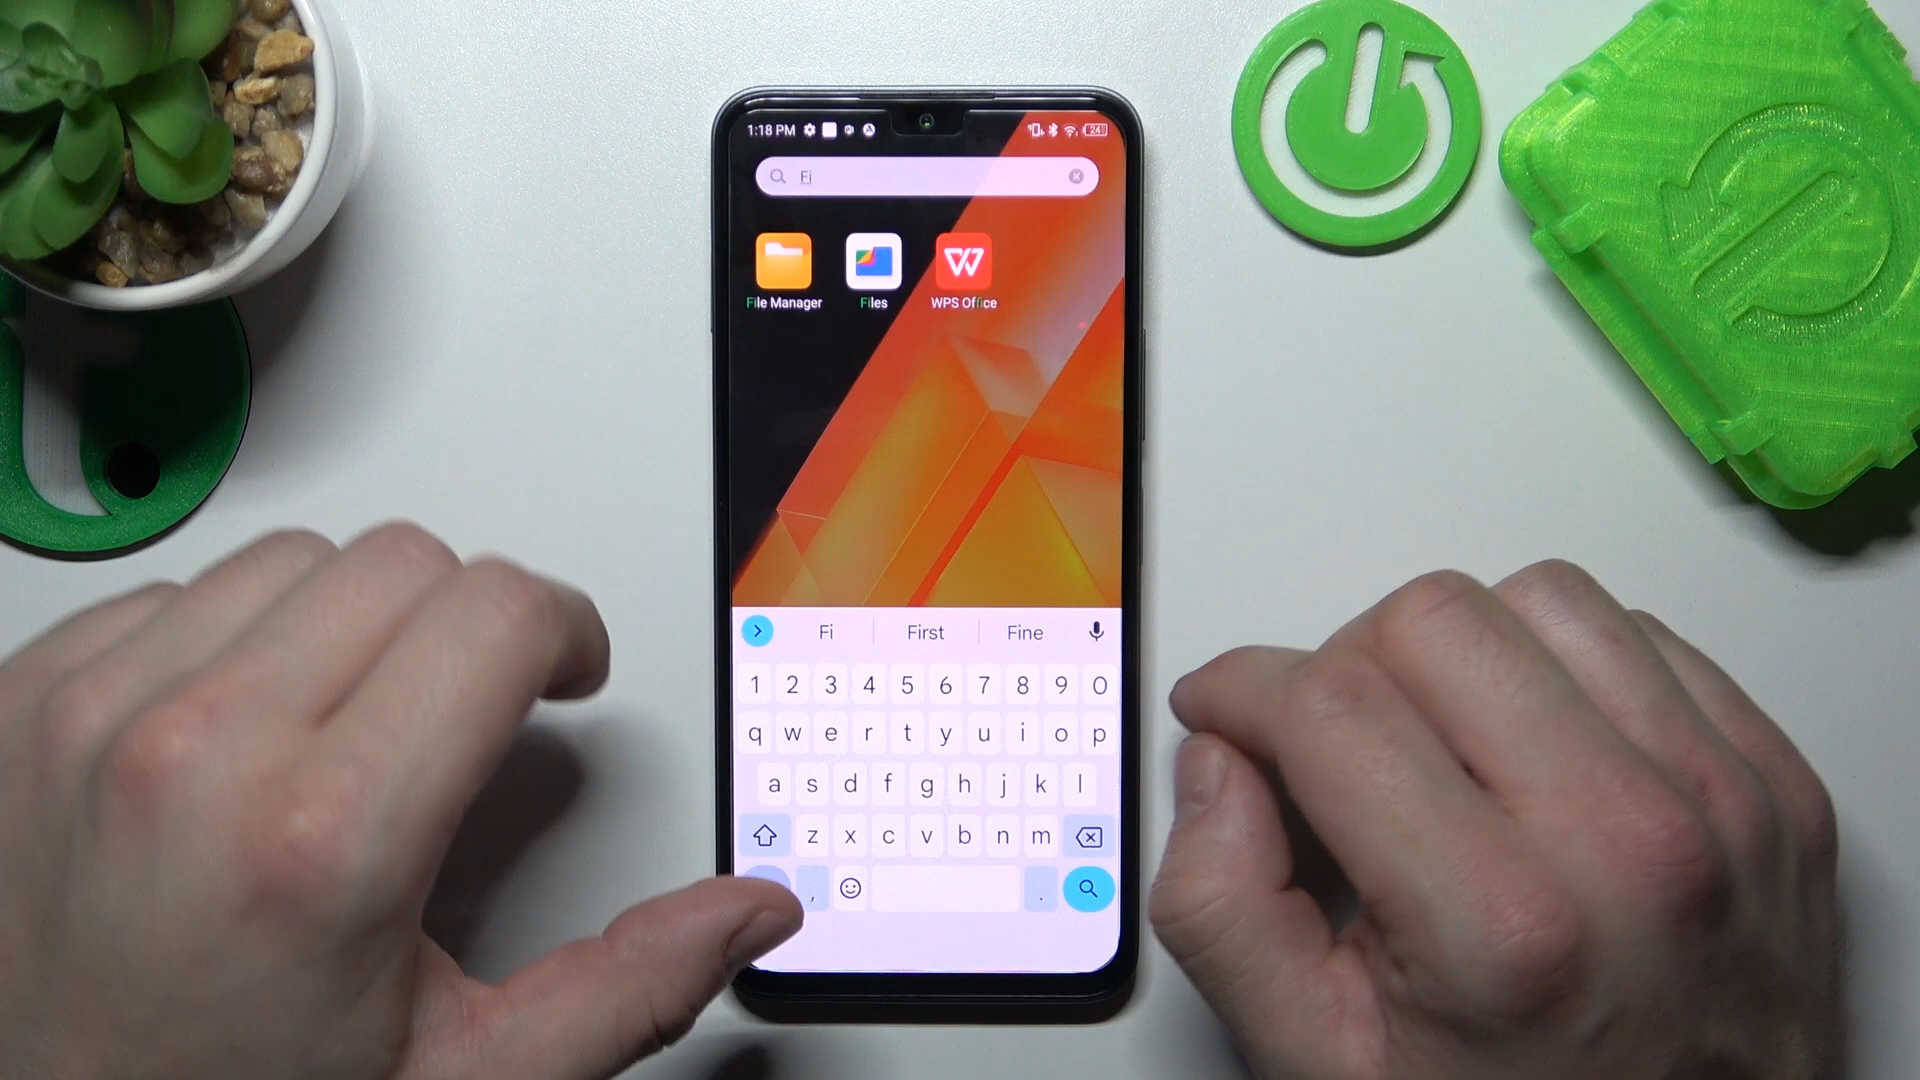 1:18 PM 24
Fi
File Manager Files WPS Office
Fi First Fine
1 2 3 4 5 6 7 8 9 0
q w e r t y u i o p
a s d f g h j k l
z x c v b n m
, .